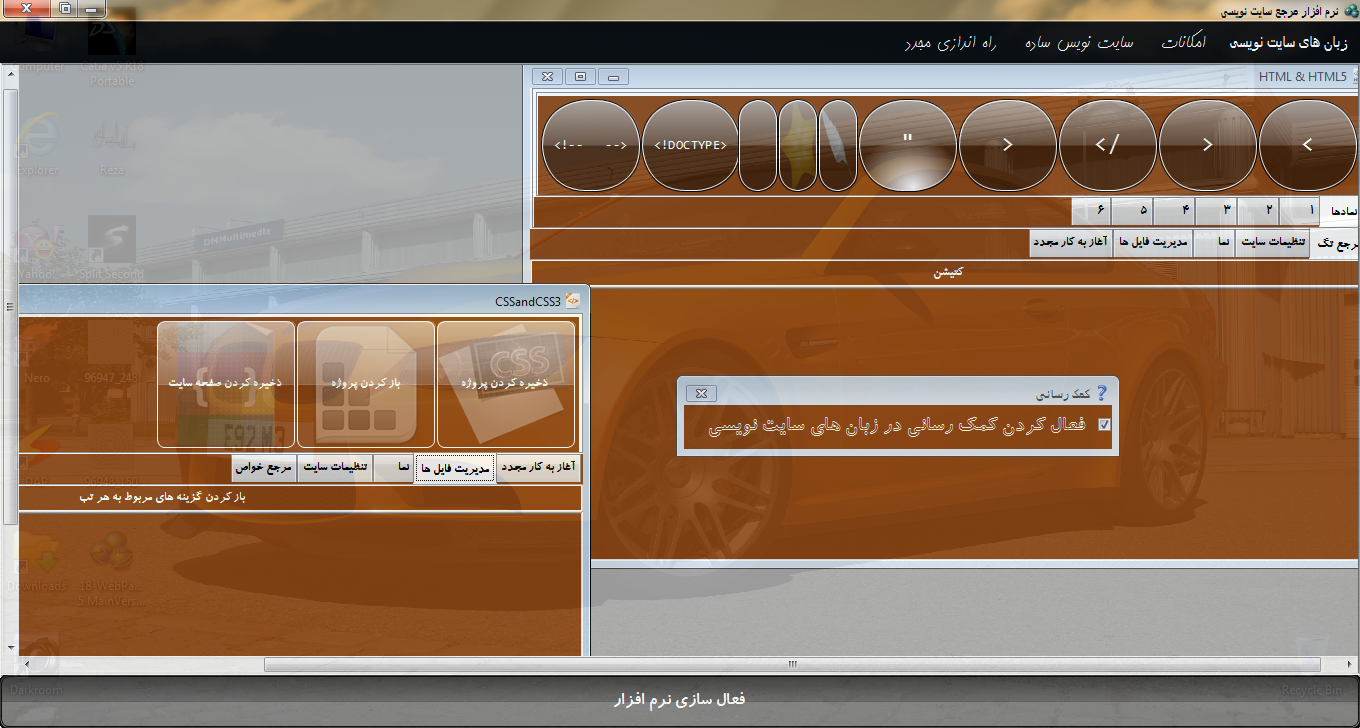 نرم افزار مرجع سایت نویسی
زبان های سایت نویسی
امکانات
سایت نویس ساده
راه اندازی مجدد
HTML & HTML5
<
>
</
>
"
<!DOCTYPE>
<!-- -->
نمادها
۱
۲
۳
۴
۵
۶
رجع تگ
تنظیمات سایت
نما
مدیریت فایل ها
آغاز به کار مجدد
کتیشن
CSSandCSS3
ذخیره کردن پروژه
باز کردن پروژه
ذخیره کردن صفحه سایت
CSS
{ }
آغاز به کار مجدد
مدیریت فایل ها
نما
تنظیمات سایت
مرجع خواص
باز کردن گزینه های مربوط به هر تب
کمک رسانی
فعال کردن کمک رسانی در زبان های سایت نویسی
فعال سازی نرم افزار
DMMultimedia
Portable
Explorer
Reza
Yahoo!
Split Second
Nero
96947_248
Downloads
18-WebPa...
5 MainVer...
Darkroom
Recycle Bin